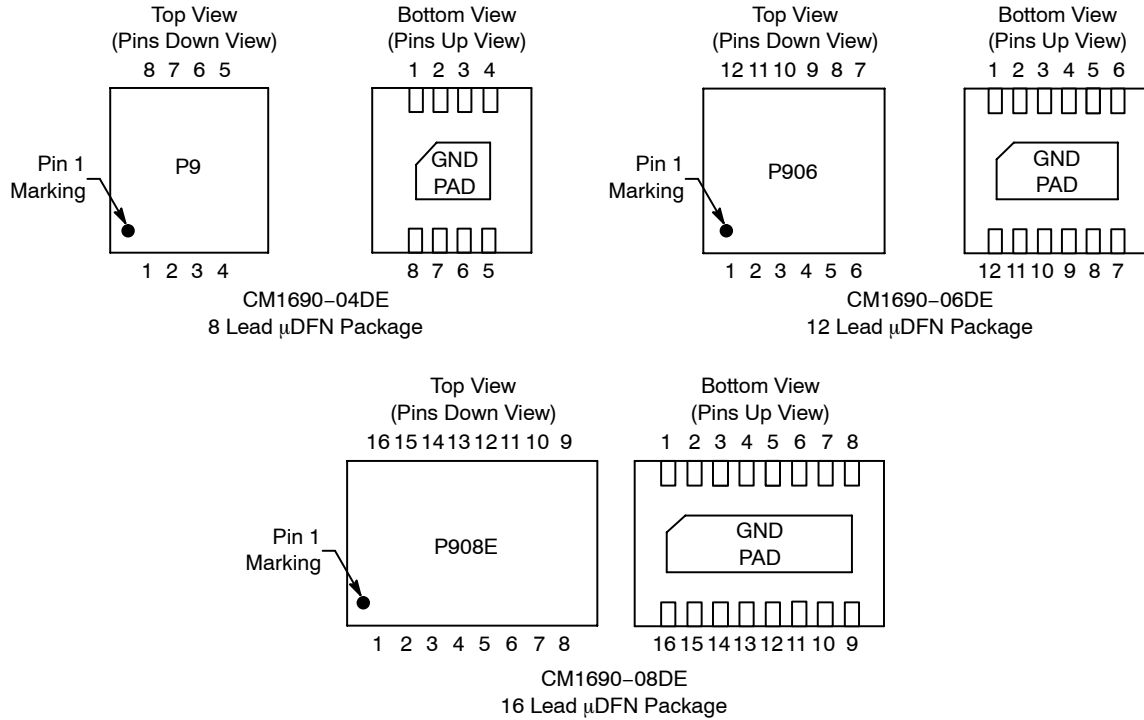 Top View
(Pins Down View)
8 7 6 5
Pin 1
Marking
P9
1 2 3 4
Bottom View
(Pins Up View)
1 2 3 4
GND
PAD
8 7 6 5
CM1690−04DE
8 Lead μDFN Package
Top View
(Pins Down View)
12 11 10 9 8 7
Pin 1
Marking
P906
1 2 3 4 5 6
Bottom View
(Pins Up View)
1 2 3 4 5 6
GND
PAD
12 11 10 9 8 7
CM1690−06DE
12 Lead μDFN Package
Top View
(Pins Down View)
16 15 14 13 12 11 10 9
Pin 1
Marking
P908E
1 2 3 4 5 6 7 8
Bottom View
(Pins Up View)
1 2 3 4 5 6 7 8
GND
PAD
16 15 14 13 12 11 10 9
CM1690−08DE
16 Lead μDFN Package